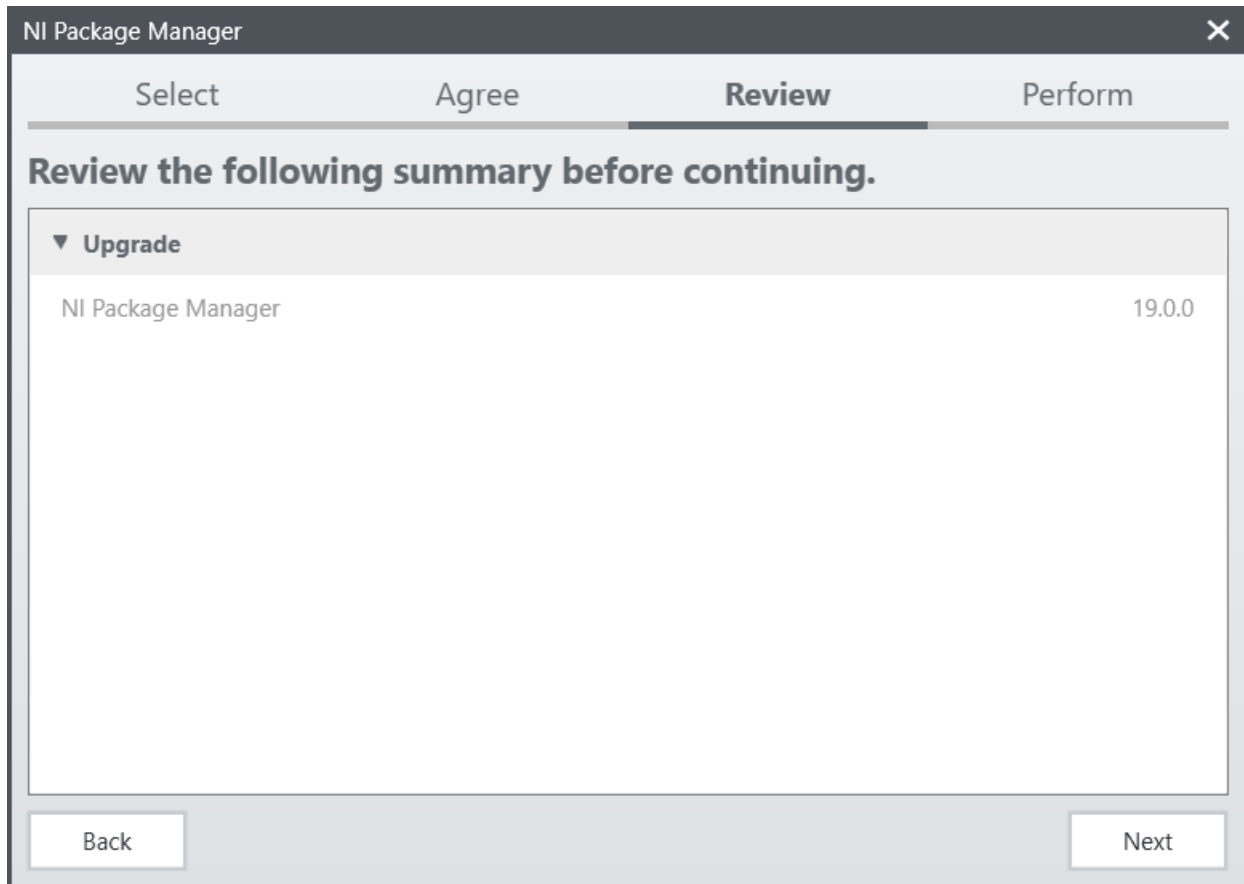 NI Package Manager
Select Agree Review Perform
Review the following summary before continuing.
Upgrade
NI Package Manager 19.0.0
Back Next